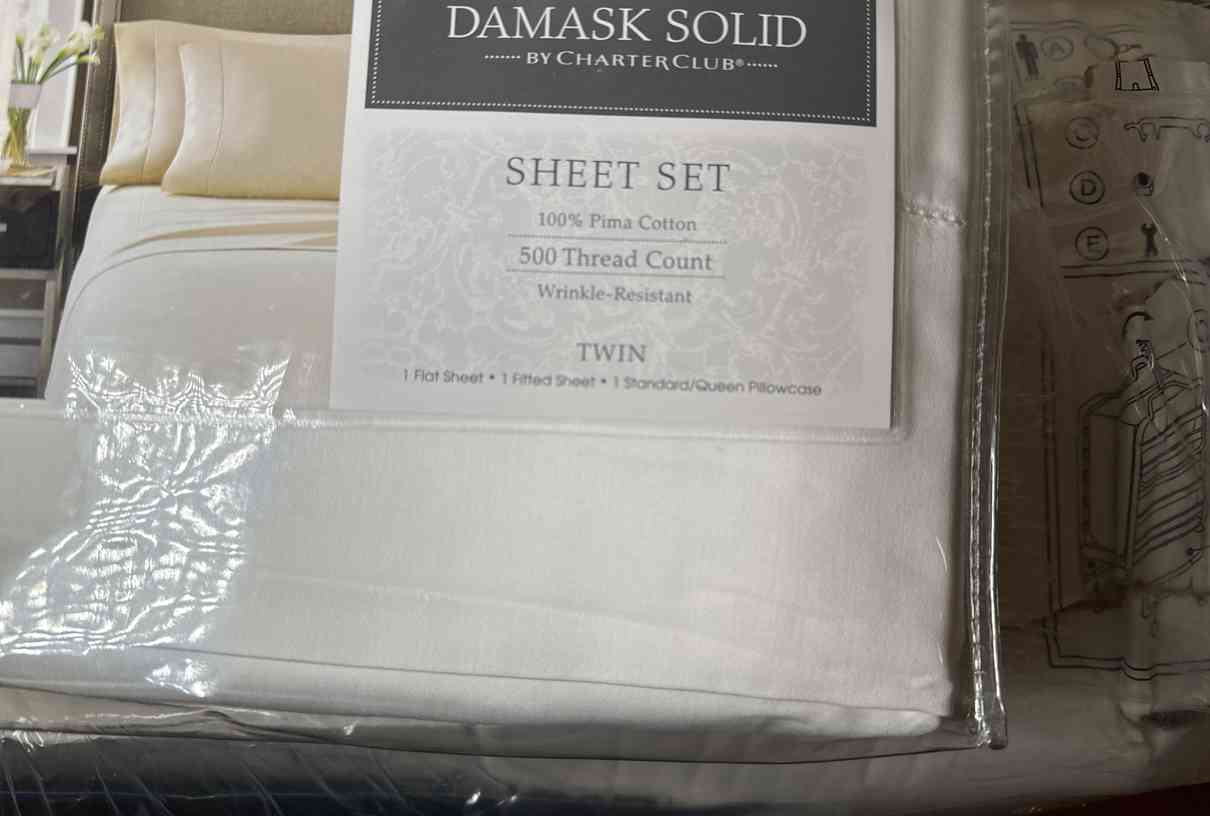 DAMASK SOLID
BY CHARTER CLUB®
SHEET SET
100% Pima Cotton
500 Thread Count
Wrinkle-Resistant
TWIN
1 Flat Sheet • 1 Fitted Sheet • 1 Standard/Queen Pillowcase
A
C
D
E